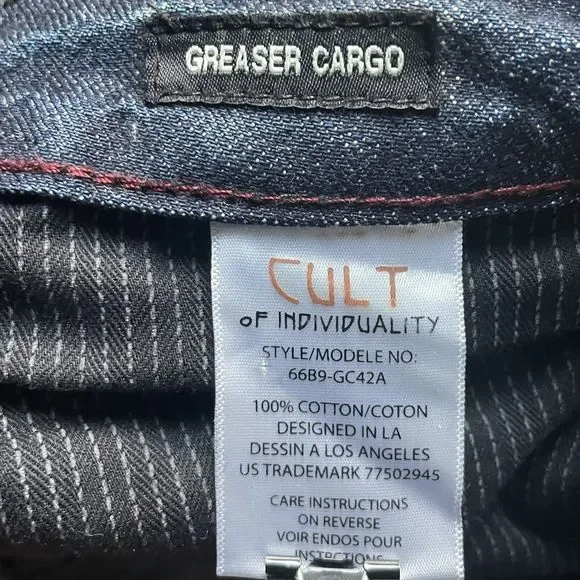 GREASER CARGO
CULT
OF INDIVIDUALITY
STYLE/MODELE NO:
66B9-GC42A
100% COTTON/COTON
DESIGNED IN LA
DESSIN A LOS ANGELES
US TRADEMARK 77502945
CARE INSTRUCTIONS
ON REVERSE
VOIR ENDOS POUR
INSTRCTIONS